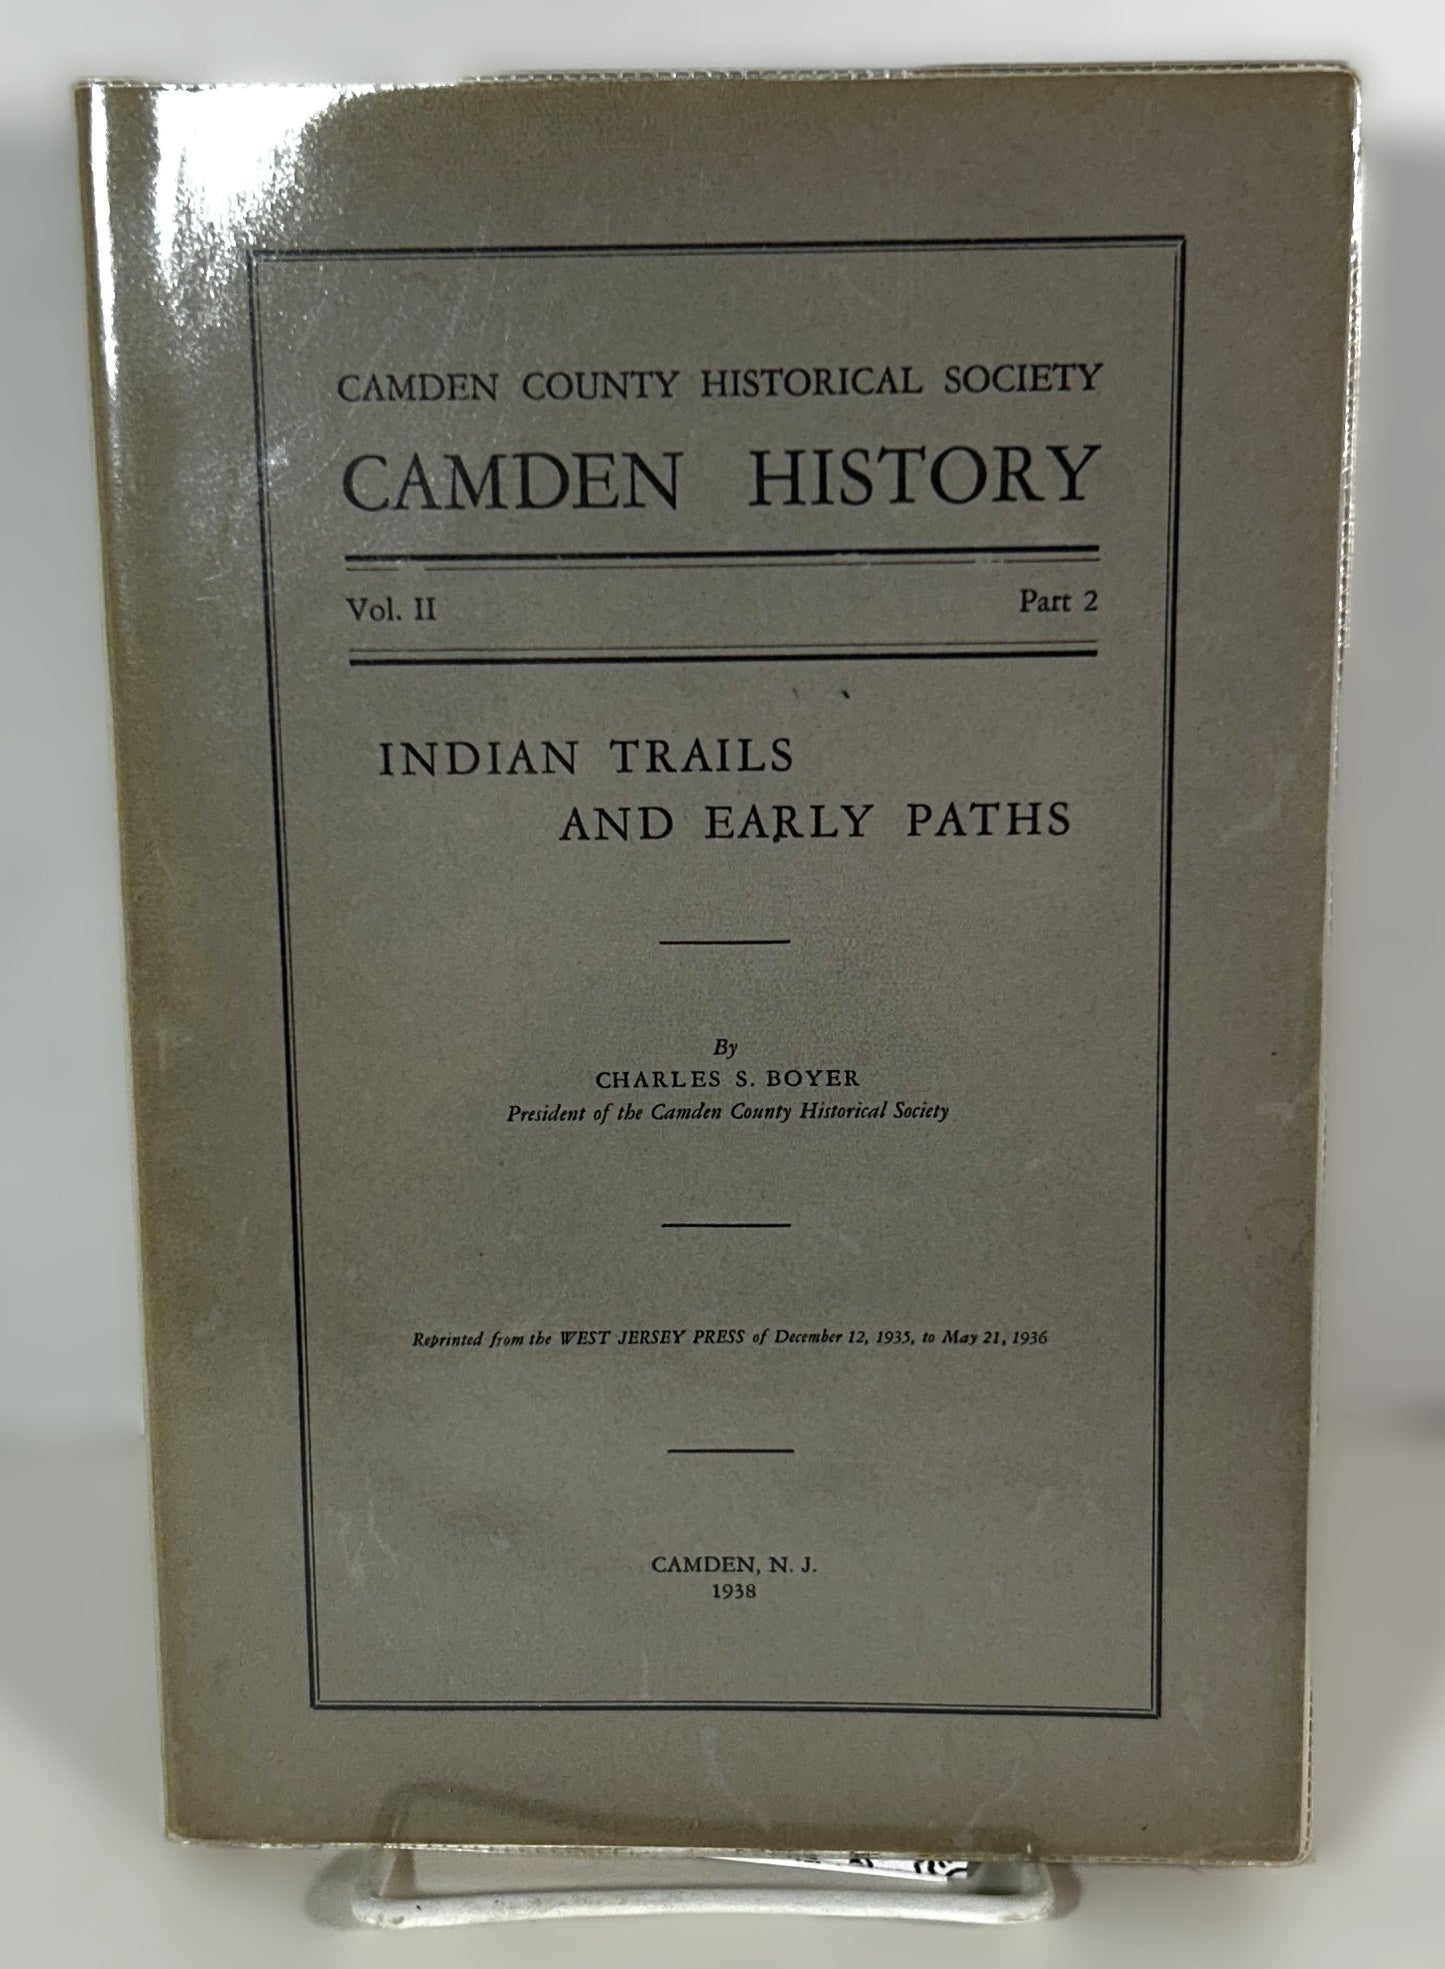 CAMDEN COUNTY HISTORICAL SOCIETY
CAMDEN HISTORY
Vol. II Part 2
INDIAN TRAILS
AND EARLY PATHS
By
CHARLES S. BOYER
President of the Camden County Historical Society
Reprinted from the WEST JERSEY PRESS of December 12, 1935, to May 21, 1936
CAMDEN, N. J.
1938